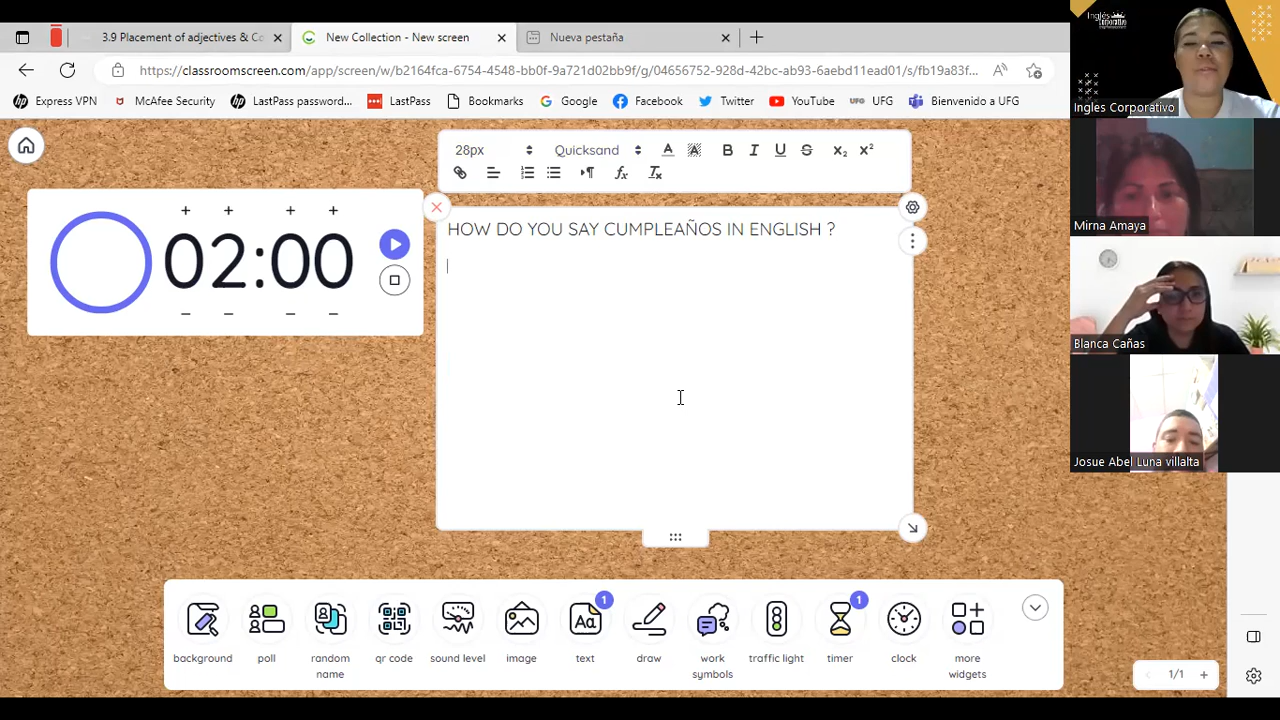 3.9 Placement of adjectives & Co
New Collection - New screen
Nueva pestaña
https://classroomscreen.com/app/screen/w/b2164fca-6754-4548-bb0f-9a721d02bb9f/g/04656752-928d-42bc-ab93-6aebd11ead01/s/fb19a83f...
Express VPN
McAfee Security
LastPass password...
LastPass
Bookmarks
Google
Facebook
Twitter
YouTube
UFG
Bienvenido a UFG
28px
Quicksand
02:00
HOW DO YOU SAY CUMPLEAÑOS IN ENGLISH ?
background
poll
random name
qr code
sound level
image
1
text
draw
work symbols
traffic light
1
timer
clock
more widgets
1/1
Inglés Corporativo
Ingles Corporativo
Mirna Amaya
Blanca Cañas
Josue Abel Luna villalta